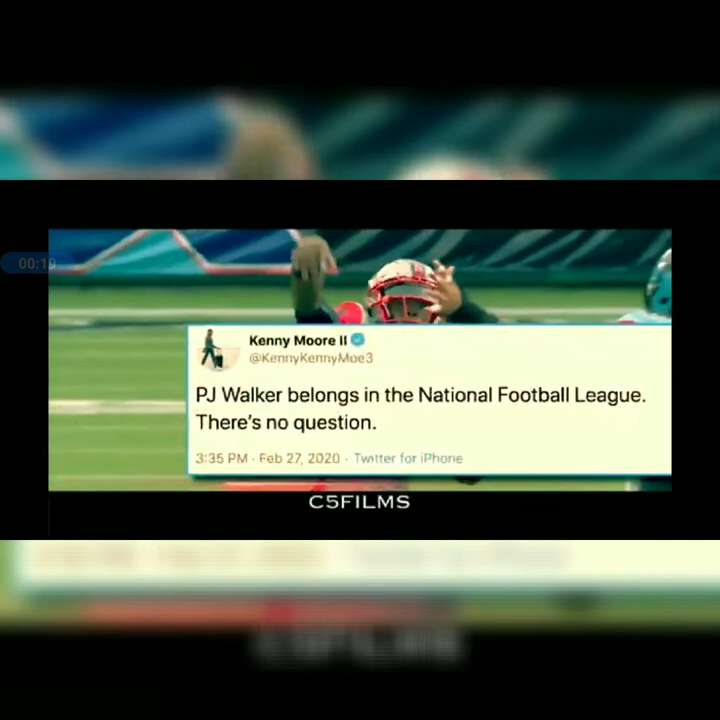 00:19
Kenny Moore II
@KennyKennyMoe3
PJ Walker belongs in the National Football League.
There's no question.
3:35 PM · Feb 27, 2020 · Twitter for iPhone
C5FILMS